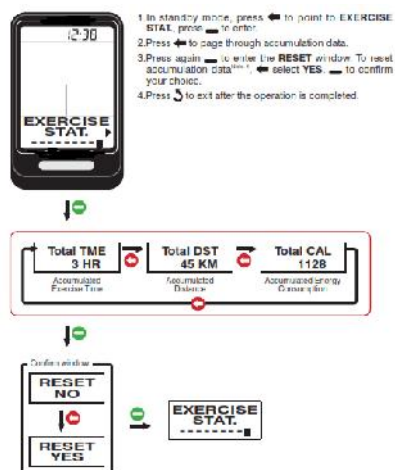 12:38
EXERCISE
STAT.
1.In standby mode, press to point to EXERCISE
STAT., press to enter.
2.Press to page through accumulation data.
3.Press again to enter the RESET window. To reset
accumulation data , select YES, to confirm
your choice.
4.Press to exit after the operation is completed.
Total TME
3 HR
Accumulated
Exercise Time
Total DST
45 KM
Accumulated
Distance
Total CAL
1128
Accumulated Energy
Consumption
Confirm window
RESET
NO
RESET
YES
EXERCISE
STAT.